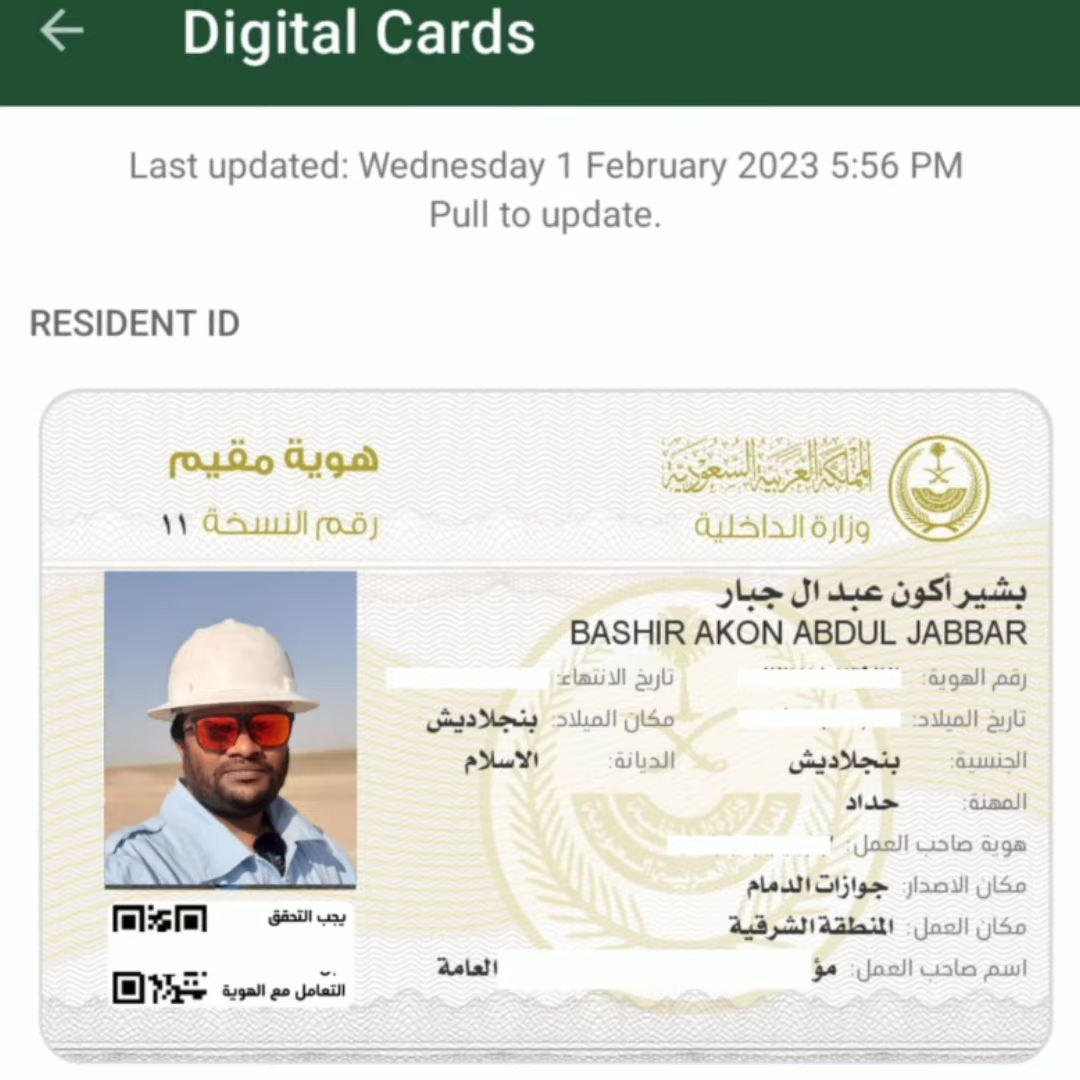 Digital Cards
Last updated: Wednesday 1 February 2023 5:56 PM
Pull to update.
RESIDENT ID
المملكة العربية السعودية
وزارة الداخلية
هوية مقيم
رقم النسخة ١١
بشير أكون عبد ال جبار
BASHIR AKON ABDUL JABBAR
رقم الهوية: تاريخ الانتهاء:
تاريخ الميلاد: مكان الميلاد: بنجلاديش
الجنسية: بنجلاديش الديانة: الاسلام
المهنة: حداد
هوية صاحب العمل:
مكان الاصدار: جوازات الدمام
مكان العمل: المنطقة الشرقية
اسم صاحب العمل: مؤ العامة
يجب التحقق
التعامل مع الهوية